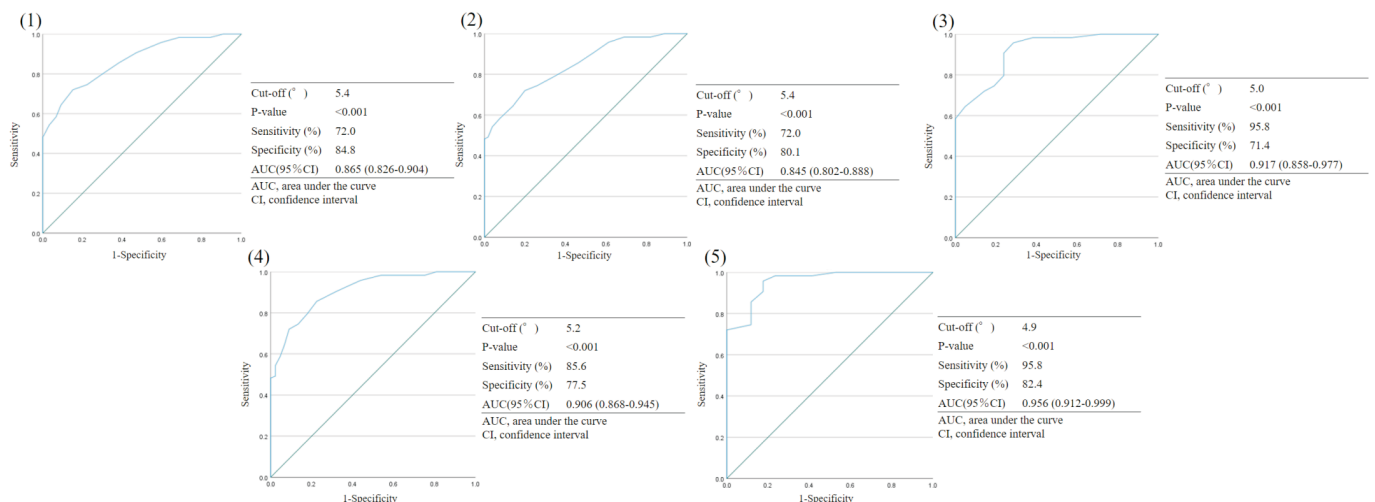 (1)
1.0
0.8
0.6
0.4
0.2
0.0
Sensitivity
0.0 0.2 0.4 0.6 0.8 1.0
1-Specificity
Cut-off (° ) 5.4
P-value <0.001
Sensitivity (%) 72.0
Specificity (%) 84.8
AUC(95%CI) 0.865 (0.826-0.904)
AUC, area under the curve
CI, confidence interval
(2)
1.0
0.8
0.6
0.4
0.2
0.0
Sensitivity
0.0 0.2 0.4 0.6 0.8 1.0
1-Specificity
Cut-off (° ) 5.4
P-value <0.001
Sensitivity (%) 72.0
Specificity (%) 80.1
AUC(95%CI) 0.845 (0.802-0.888)
AUC, area under the curve
CI, confidence interval
(3)
1.0
0.8
0.6
0.4
0.2
0.0
Sensitivity
0.0 0.2 0.4 0.6 0.8 1.0
1-Specificity
Cut-off (° ) 5.0
P-value <0.001
Sensitivity (%) 95.8
Specificity (%) 71.4
AUC(95%CI) 0.917 (0.858-0.977)
AUC, area under the curve
CI, confidence interval
(4)
1.0
0.8
0.6
0.4
0.2
0.0
Sensitivity
0.0 0.2 0.4 0.6 0.8 1.0
1-Specificity
Cut-off (° ) 5.2
P-value <0.001
Sensitivity (%) 85.6
Specificity (%) 77.5
AUC(95%CI) 0.906 (0.868-0.945)
AUC, area under the curve
CI, confidence interval
(5)
1.0
0.8
0.6
0.4
0.2
0.0
Sensitivity
0.0 0.2 0.4 0.6 0.8 1.0
1-Specificity
Cut-off (° ) 4.9
P-value <0.001
Sensitivity (%) 95.8
Specificity (%) 82.4
AUC(95%CI) 0.956 (0.912-0.999)
AUC, area under the curve
CI, confidence interval